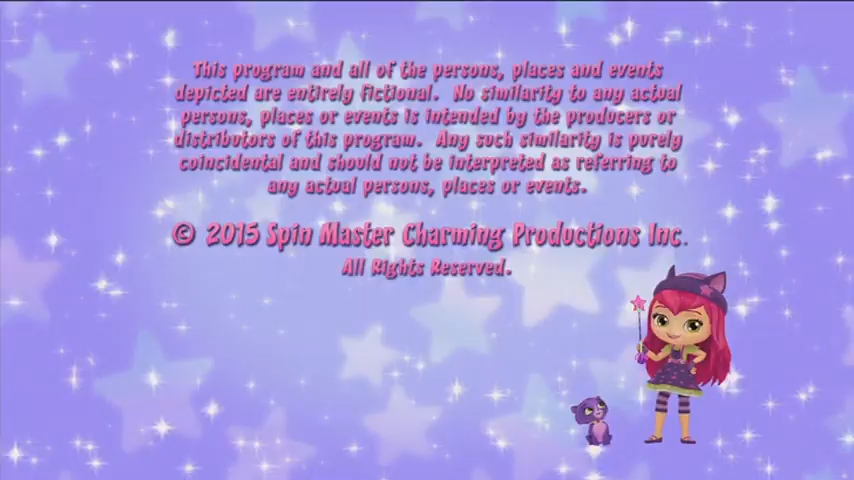 This program and all of the persons, places and events
depicted are entirely fictional. No similarity to any actual
persons, places or events is intended by the producers or
distributors of this program. Any such similarity is purely
coincidental and should not be interpreted as referring to
any actual persons, places or events.
© 2015 Spin Master Charming Productions Inc.
All Rights Reserved.